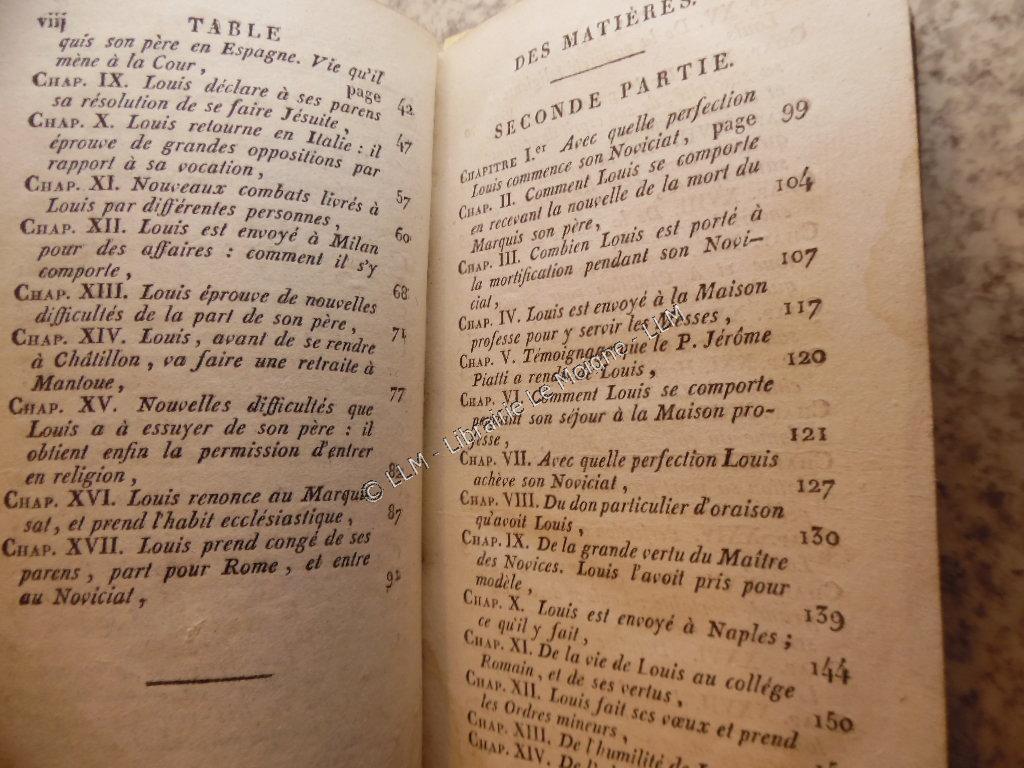 viij TABLE
quis son père en Espagne. Vie qu'il
mène à la Cour, page 42
CHAP. IX. Louis déclare à ses parens
sa résolution de se faire Jésuite, 47
CHAP. X. Louis retourne en Italie : il
éprouve de grandes oppositions par
rapport à sa vocation, 57
CHAP. XI. Nouveaux combats livrés à
Louis par différentes personnes, 60
CHAP. XII. Louis est envoyé à Milan
pour des affaires : comment il s'y
comporte, 68
CHAP. XIII. Louis éprouve de nouvelles
difficultés de la part de son père,
CHAP. XIV. Louis, avant de se rendre
à Châtillon, va faire une retraite à
Mantoue, 77
CHAP. XV. Nouvelles difficultés que
Louis a à essuyer de son père : il
obtient enfin la permission d'entrer
en religion,
CHAP. XVI. Louis renonce au Marqui-
sat, et prend l'habit ecclésiastique, 87
CHAP. XVII. Louis prend congé de ses
parens, part pour Rome, et entre
au Noviciat, 92
DES MATIÈRES.
SECONDE PARTIE.
CHAPITRE I.er Avec quelle perfection
Louis commence son Noviciat, page 99
CHAP. II. Comment Louis se comporte
en recevant la nouvelle de la mort du
Marquis son père, 104
CHAP. III. Combien Louis est porté à
la mortification pendant son Novi-
ciat, 107
CHAP. IV. Louis est envoyé à la Maison
professe pour y servir les Messes, 117
CHAP. V. Témoignage que le P. Jérôme
Piatti a rendu de Louis, 120
CHAP. VI. Comment Louis se comporte
pendant son séjour à la Maison pro-
fesse, 121
CHAP. VII. Avec quelle perfection Louis
achève son Noviciat, 127
CHAP. VIII. Du don particulier d'oraison
qu'avoit Louis, 130
CHAP. IX. De la grande vertu du Maître
des Novices. Louis l'avoit pris pour
modèle, 139
CHAP. X. Louis est envoyé à Naples ;
ce qu'il y fait, 144
CHAP. XI. De la vie de Louis au collége
Romain, et de ses vertus, 150
CHAP. XII. Louis fait ses vœux et prend
les Ordres mineurs,
CHAP. XIII. De l'humilité de
CHAP. XIV.
© LLM - Librairie Le Moigne - LLM